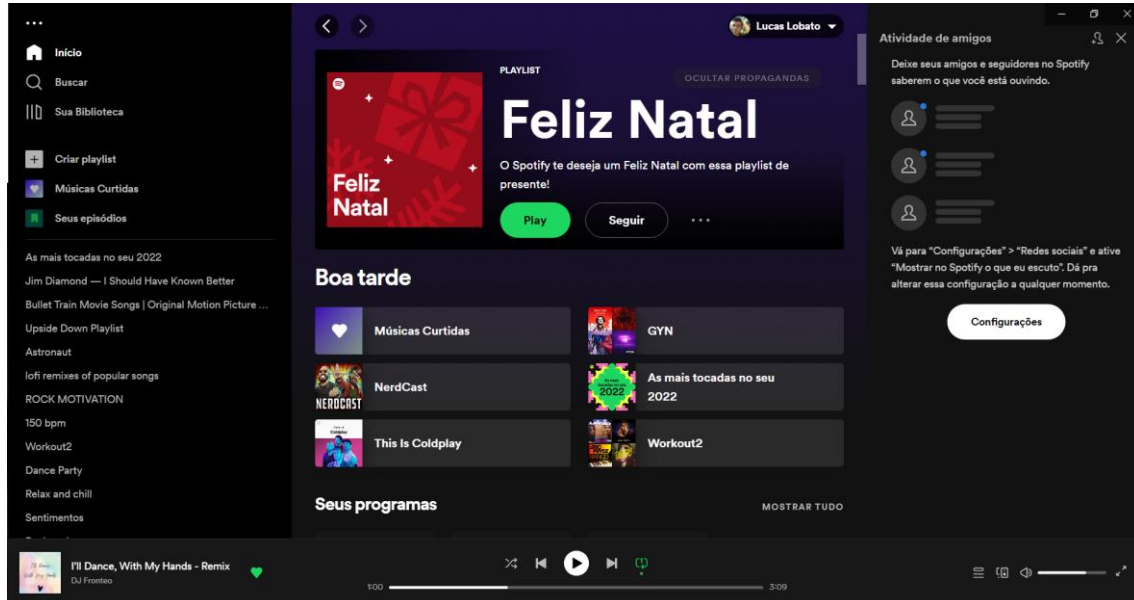 Início
Buscar
Sua Biblioteca
Criar playlist
Músicas Curtidas
Seus episódios
As mais tocadas no seu 2022
Jim Diamond — I Should Have Known Better
Bullet Train Movie Songs | Original Motion Picture ...
Upside Down Playlist
Astronaut
lofi remixes of popular songs
ROCK MOTIVATION
150 bpm
Workout2
Dance Party
Relax and chill
Sentimentos
Lucas Lobato
Feliz
Natal
PLAYLIST
OCULTAR PROPAGANDAS
Feliz Natal
O Spotify te deseja um Feliz Natal com essa playlist de
presente!
Play
Seguir
Boa tarde
Músicas Curtidas
GYN
NERDCAST
NerdCast
As mais
tocadas no seu
2022
As mais tocadas no seu
2022
This Is Coldplay
Workout2
Seus programas
MOSTRAR TUDO
Atividade de amigos
Deixe seus amigos e seguidores no Spotify
saberem o que você está ouvindo.
Vá para “Configurações” > “Redes sociais” e ative
“Mostrar no Spotify o que eu escuto”. Dá pra
alterar essa configuração a qualquer momento.
Configurações
I'll Dance, With My Hands - Remix
DJ Fronteo
1:00
3:09